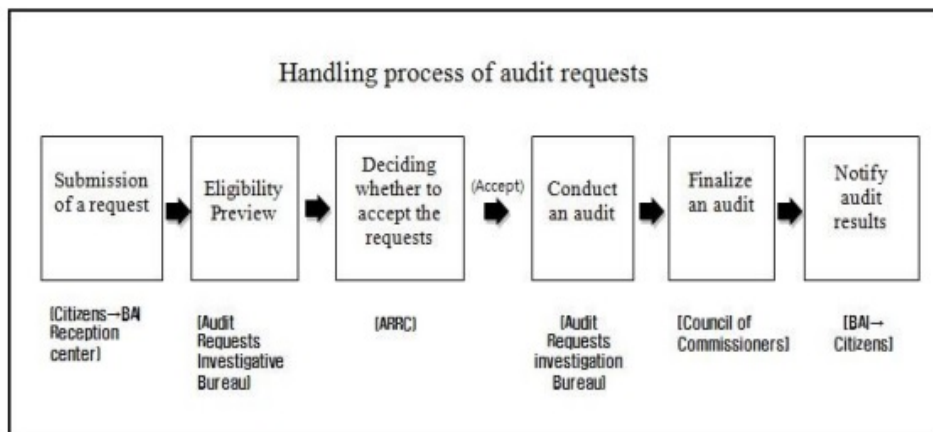 Handling process of audit requests
Submission
of a request
Eligibility
Preview
Deciding
whether to
accept the
requests
(Accept)
Conduct
an audit
Finalize
an audit
Notify
audit
results
[Citizens→BAI
Reception
center]
[Audit
Requests
Investigative
Bureau]
[ARRC]
[Audit
Requests
investigation
Bureau]
[Council of
Commissioners]
[BAI→
Citizens]